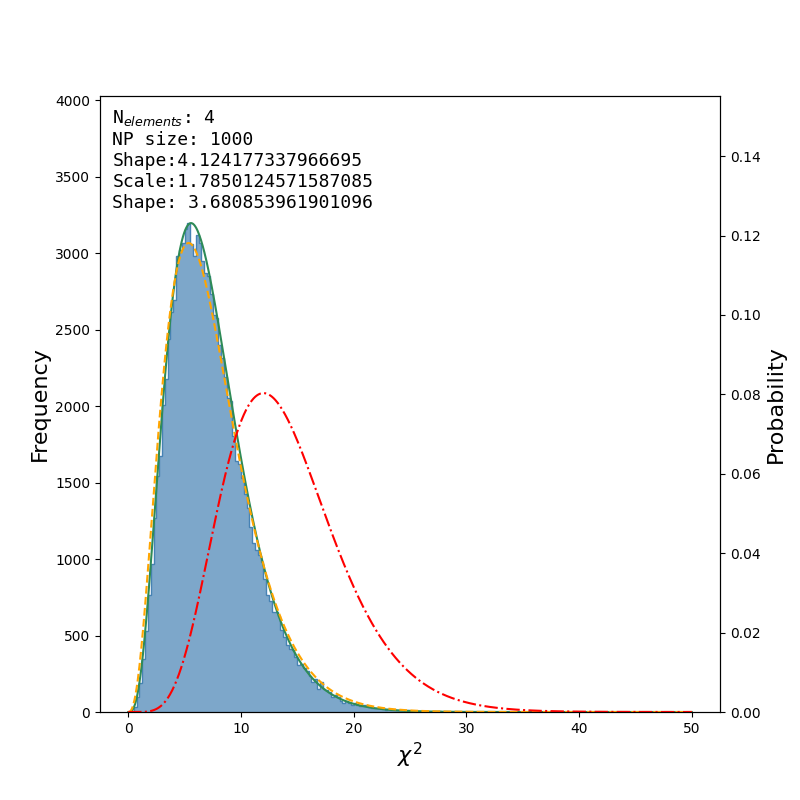 N_elements: 4
NP size: 1000
Shape:4.124177337966695
Scale:1.7850124571587085
Shape: 3.680853961901096
4000
3500
3000
2500
2000
1500
1000
500
0
Frequency
0.14
0.12
0.10
0.08
0.06
0.04
0.02
0.00
Probability
0 10 20 30 40 50
χ²